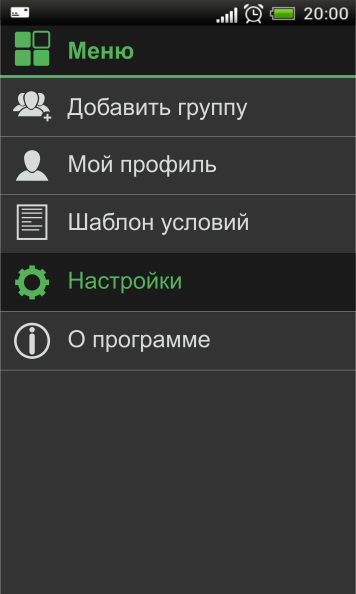 20:00
Меню
Добавить группу
Мой профиль
Шаблон условий
Настройки
О программе